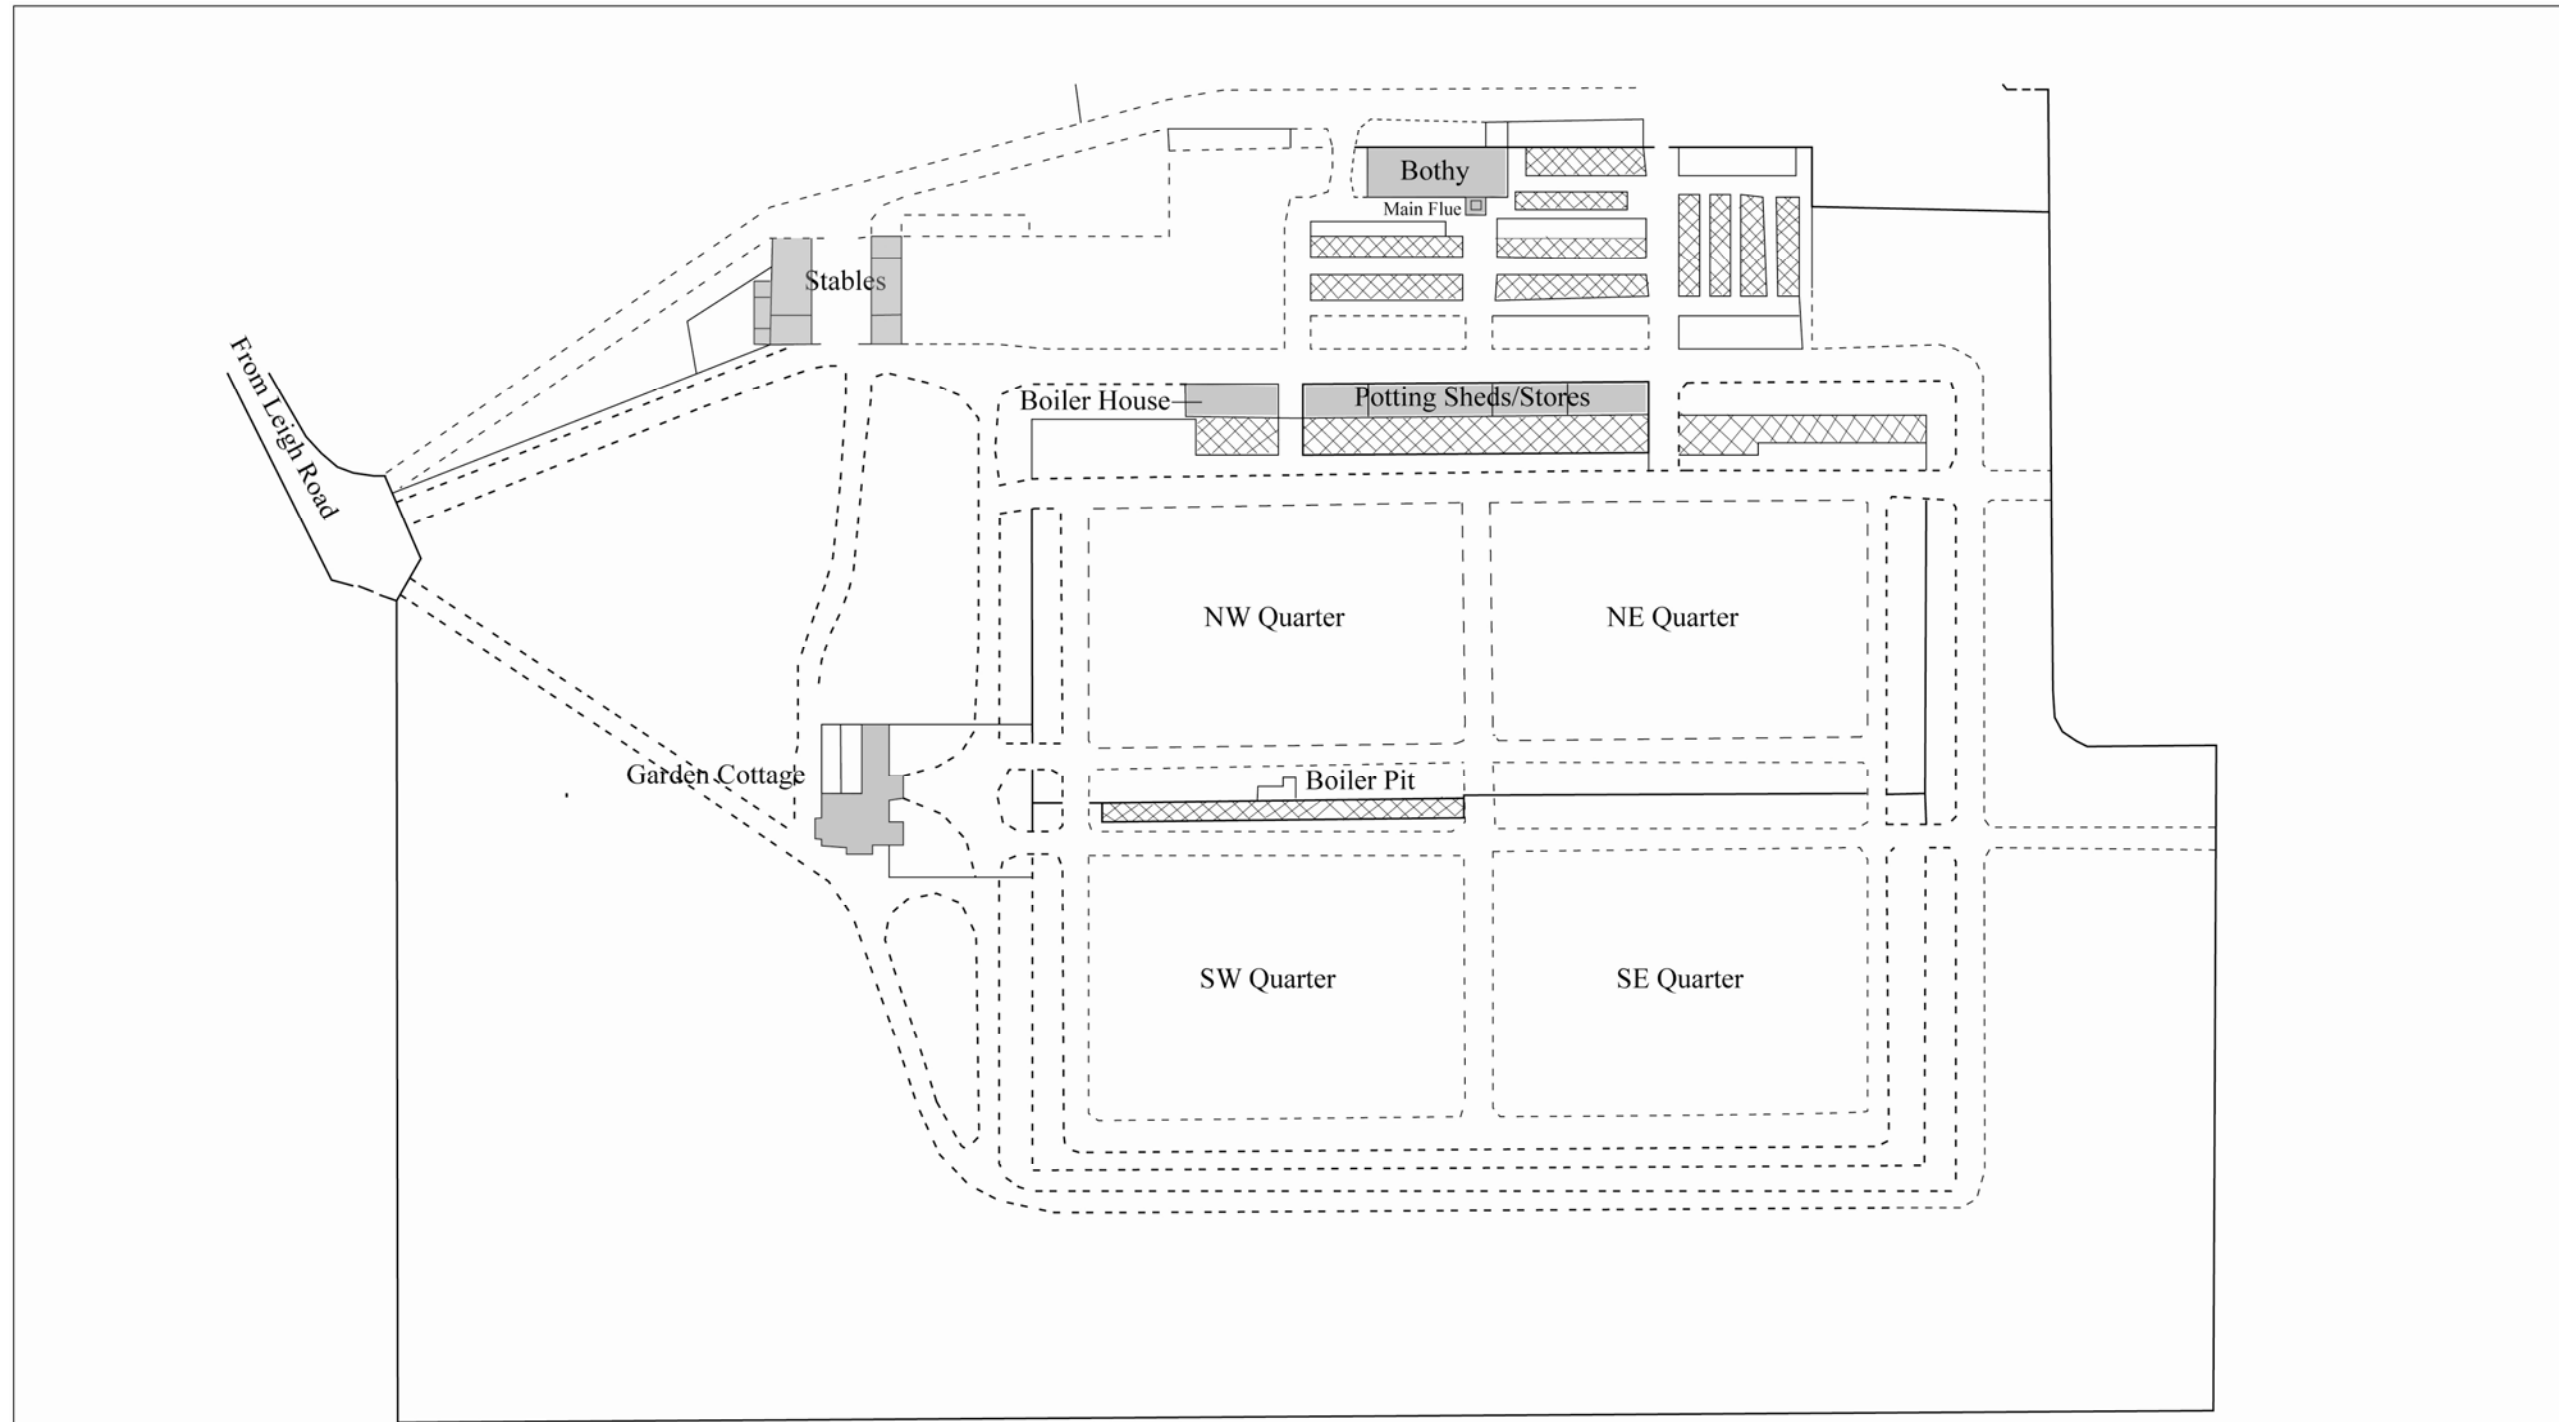 Bothy
Main Flue
Stables
From Leigh Road
Boiler House
Potting Sheds/Stores
NW Quarter
NE Quarter
Garden Cottage
Boiler Pit
SW Quarter
SE Quarter